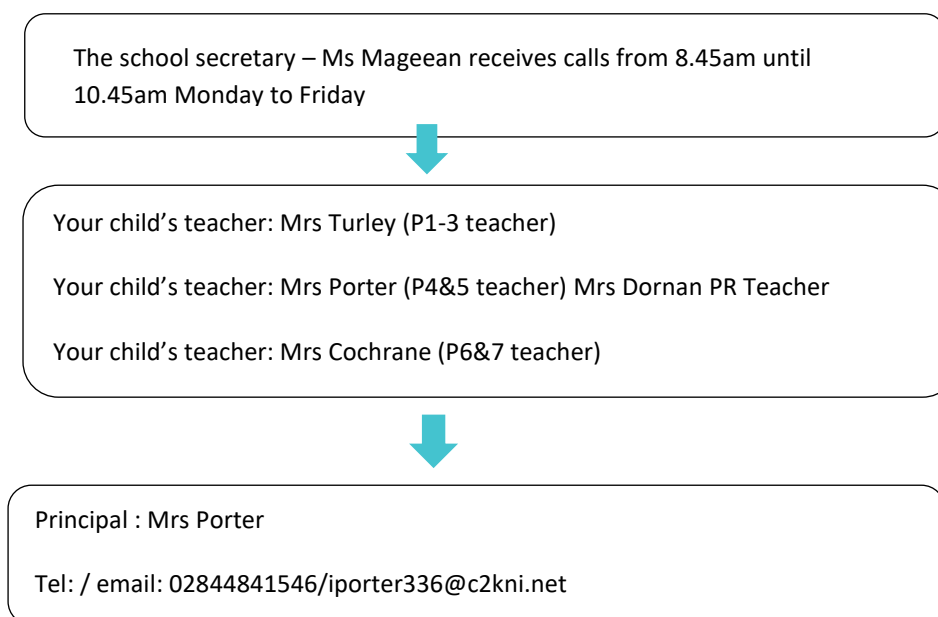 The school secretary – Ms Mageean receives calls from 8.45am until
10.45am Monday to Friday
Your child’s teacher: Mrs Turley (P1-3 teacher)
Your child’s teacher: Mrs Porter (P4&5 teacher) Mrs Dornan PR Teacher
Your child’s teacher: Mrs Cochrane (P6&7 teacher)
Principal : Mrs Porter
Tel: / email: 02844841546/iporter336@c2kni.net